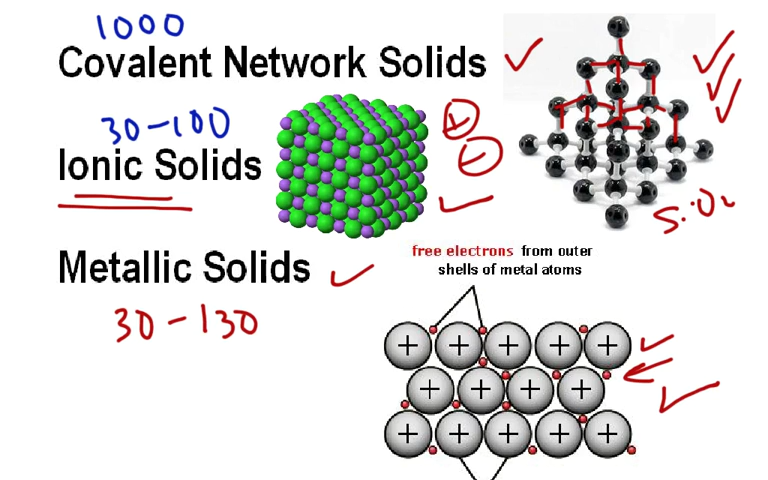 1000
Covalent Network Solids
30-100
Ionic Solids
+
-
SiO₂
Metallic Solids
30-130
free electrons from outer
shells of metal atoms
+ + + + +
+ + + +
+ + + + +